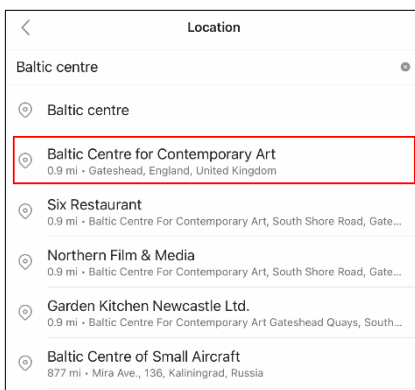 Location
Baltic centre
Baltic centre
Baltic Centre for Contemporary Art
0.9 mi • Gateshead, England, United Kingdom
Six Restaurant
0.9 mi • Baltic Centre For Contemporary Art, South Shore Road, Gate...
Northern Film & Media
0.9 mi • Baltic Centre For Contemporary Art, South Shore Road, Gate...
Garden Kitchen Newcastle Ltd.
0.9 mi • Baltic Centre For Contemporary Art Gateshead Quays, South...
Baltic Centre of Small Aircraft
877 mi • Mira Ave., 136, Kaliningrad, Russia